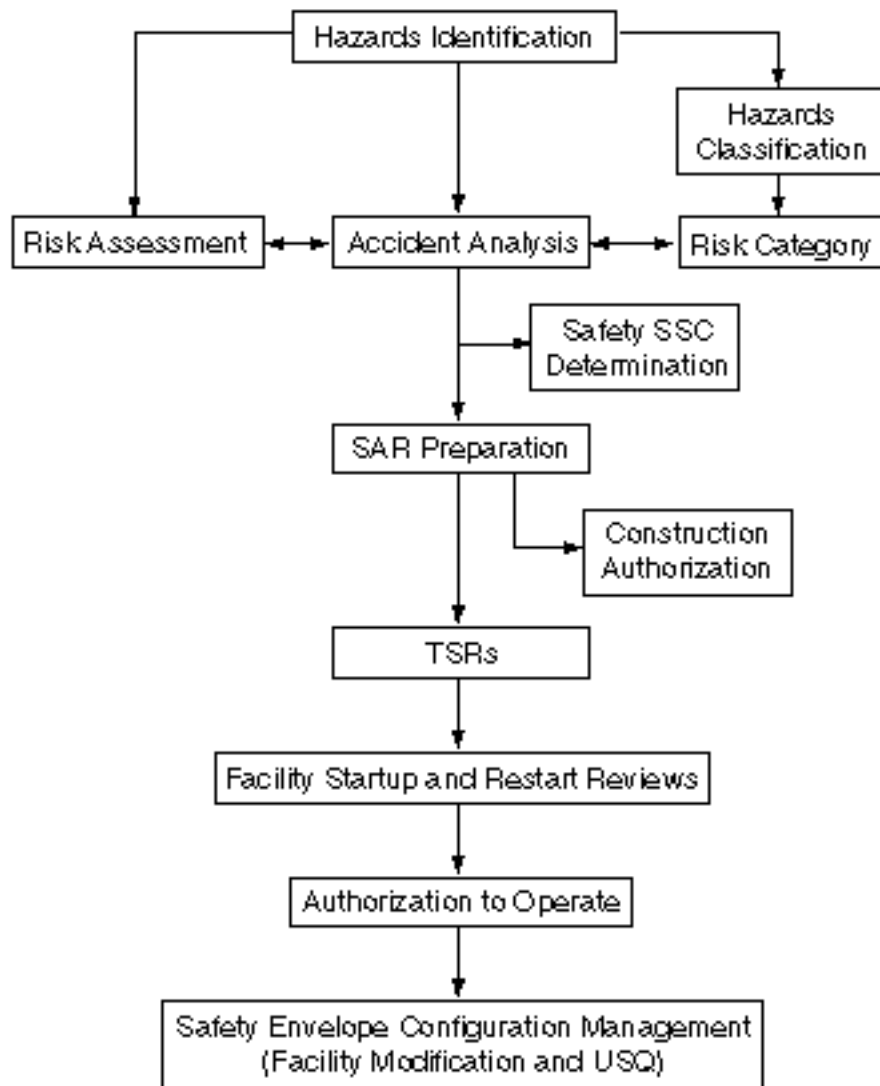 Hazards Identification
Hazards
Classification
Risk Assessment
Accident Analysis
Risk Category
Safety SSC
Determination
SAR Preparation
Construction
Authorization
TSRs
Facility Startup and Restart Reviews
Authorization to Operate
Safety Envelope Configuration Management
(Facility Modification and USQ)